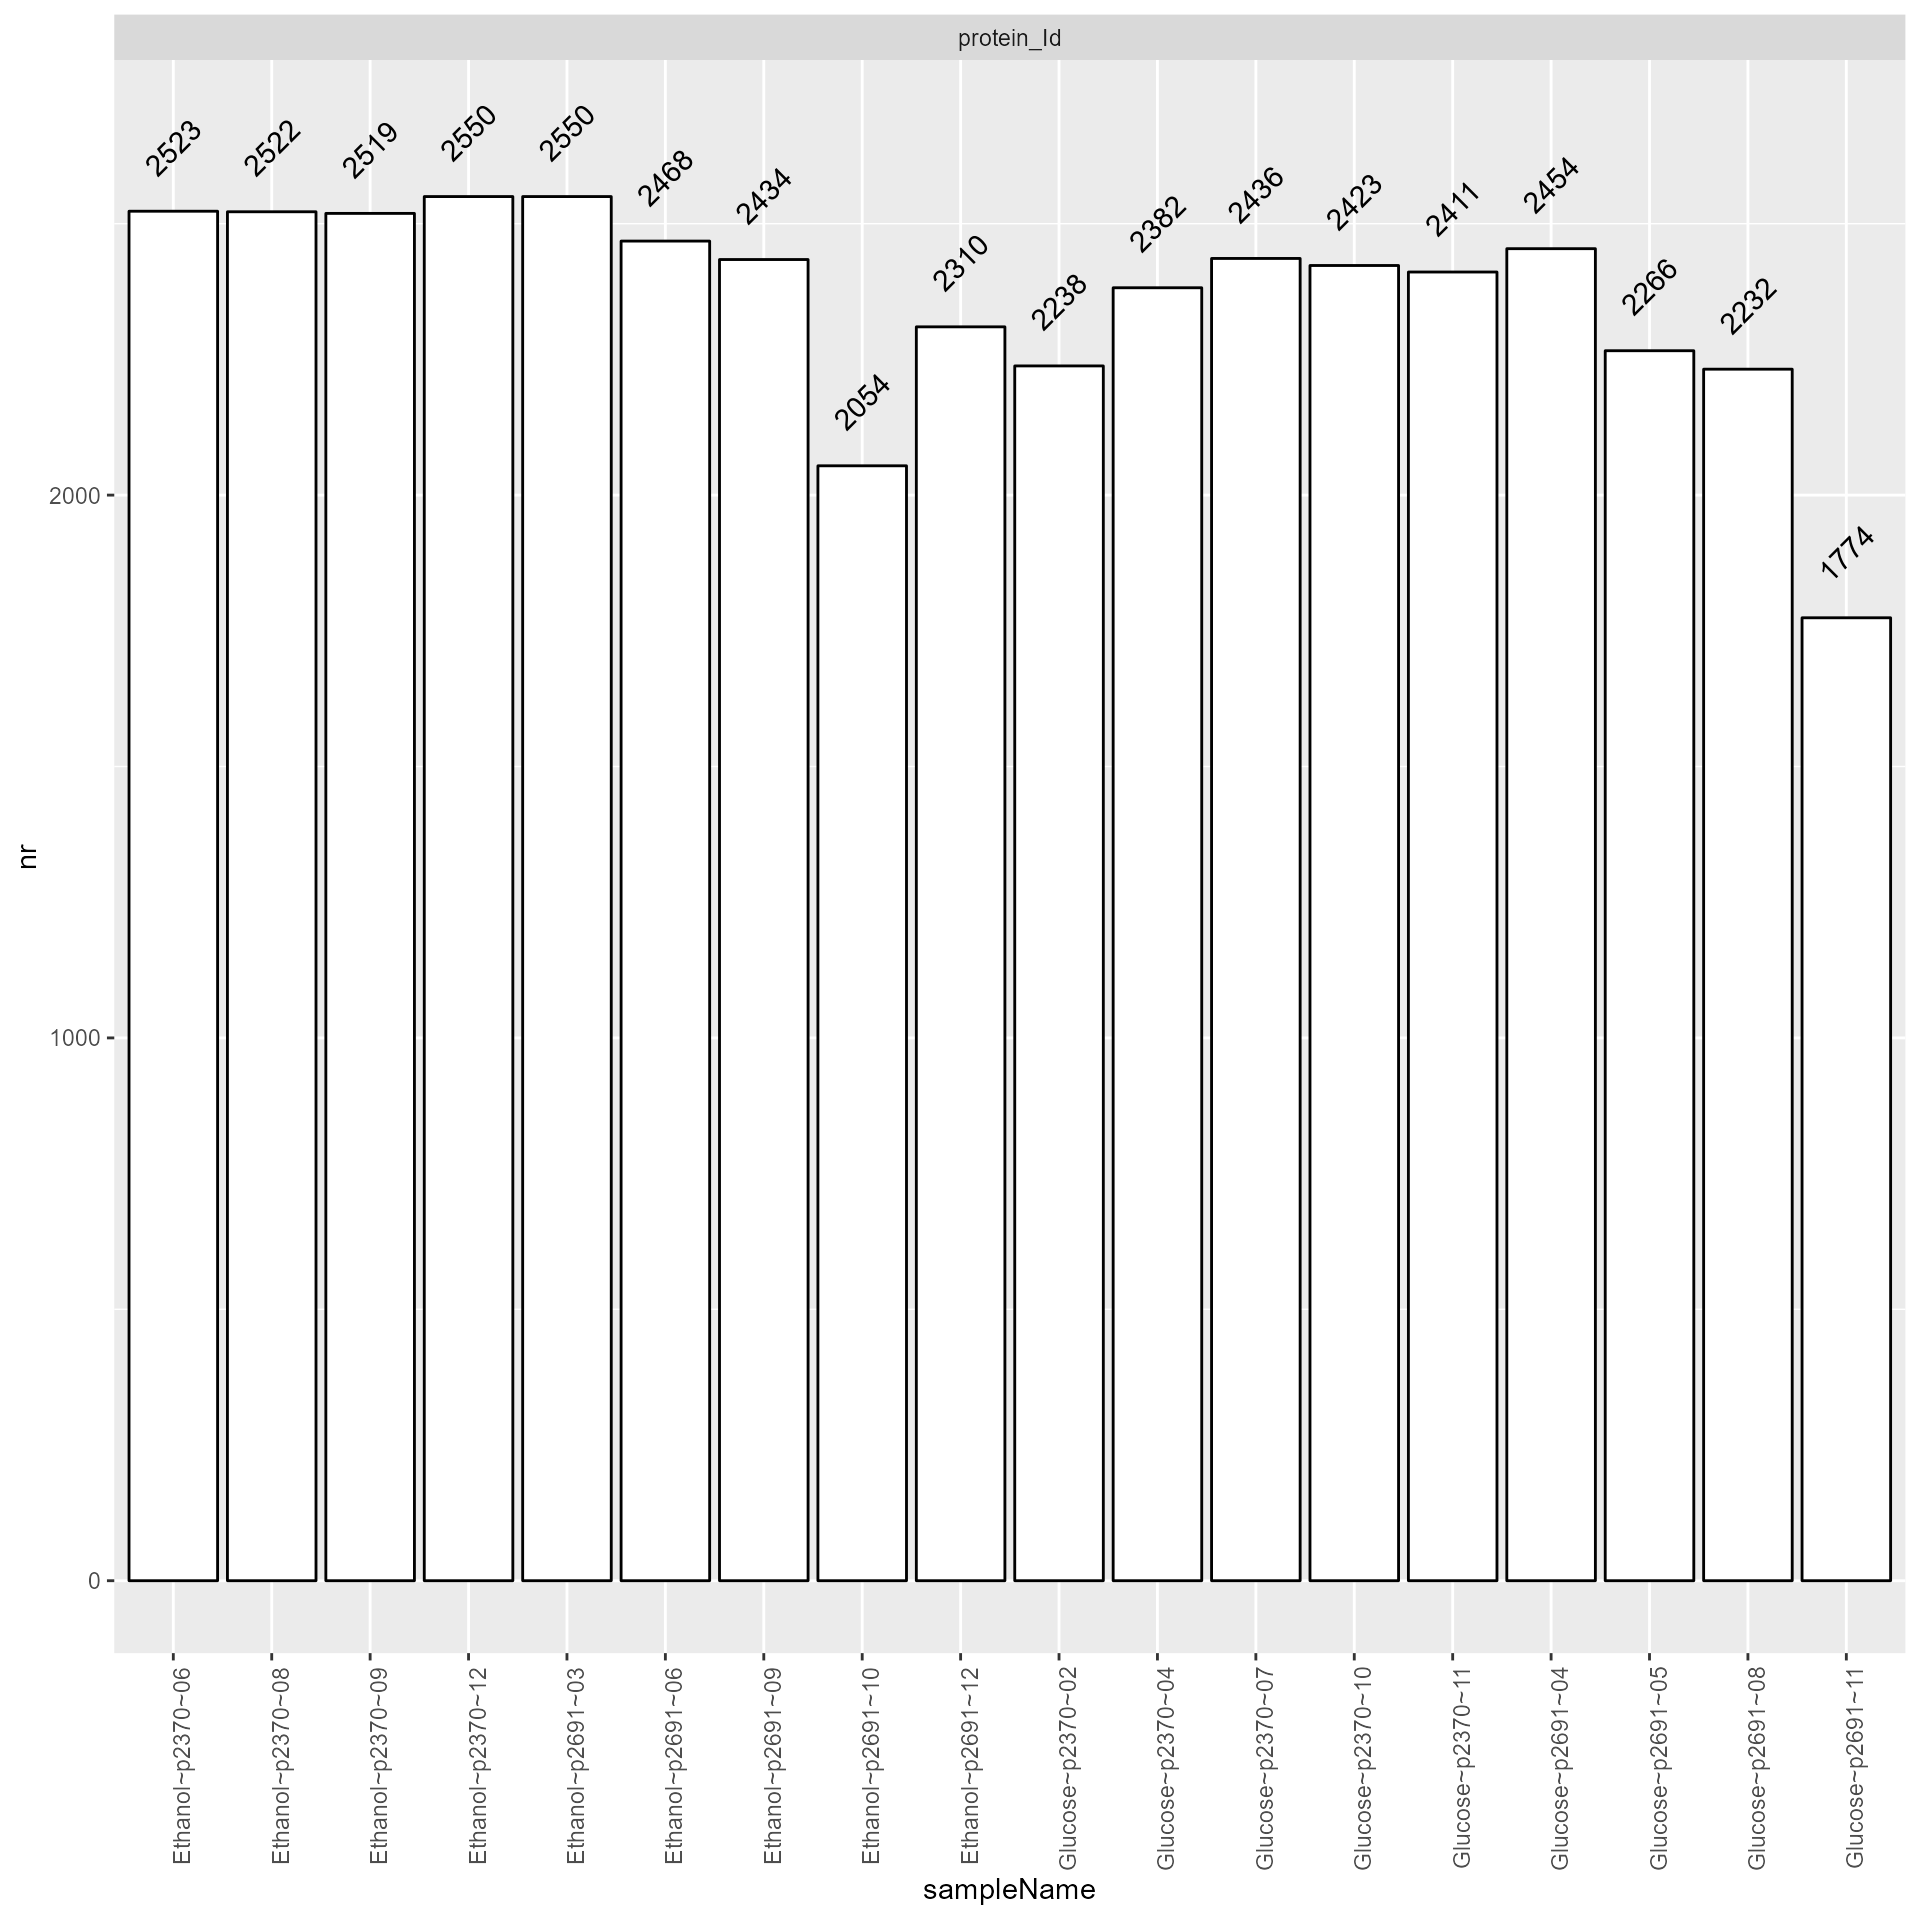 protein_Id
2523
2522
2519
2550
2550
2468
2434
2054
2310
2238
2382
2436
2423
2411
2454
2266
2232
1774
nr
2000
1000
0
Ethanol~p2370~06
Ethanol~p2370~08
Ethanol~p2370~09
Ethanol~p2370~12
Ethanol~p2691~03
Ethanol~p2691~06
Ethanol~p2691~09
Ethanol~p2691~10
Ethanol~p2691~12
Glucose~p2370~02
Glucose~p2370~04
Glucose~p2370~07
Glucose~p2370~10
Glucose~p2370~11
Glucose~p2691~04
Glucose~p2691~05
Glucose~p2691~08
Glucose~p2691~11
sampleName